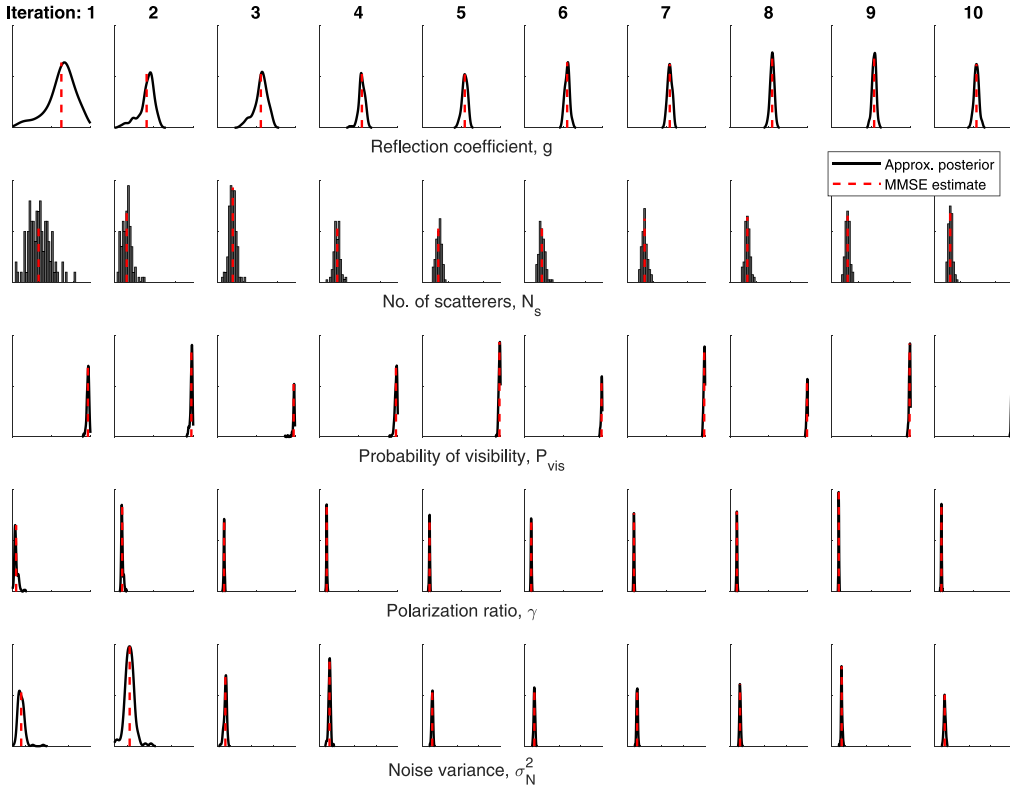 Iteration: 1 2 3 4 5 6 7 8 9 10
Reflection coefficient, g
Approx. posterior
MMSE estimate
No. of scatterers, N_s
Probability of visibility, P_vis
Polarization ratio, γ
Noise variance, σ_N^2